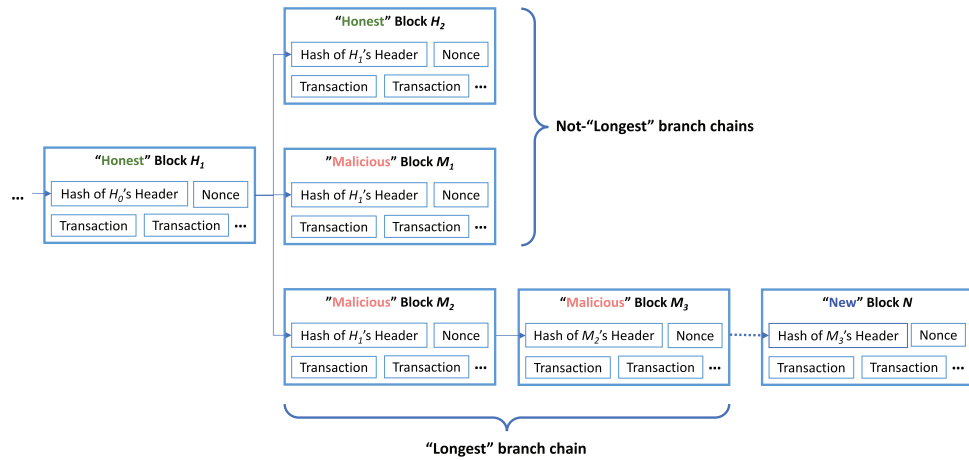 "Honest" Block H2
Hash of H1's Header
Nonce
Transaction
Transaction
...
Not-"Longest" branch chains
"Honest" Block H1
...
Hash of H0's Header
Nonce
Transaction
Transaction
...
"Malicious" Block M1
Hash of H1's Header
Nonce
Transaction
Transaction
...
"Malicious" Block M2
Hash of H1's Header
Nonce
Transaction
Transaction
...
"Malicious" Block M3
Hash of M2's Header
Nonce
Transaction
Transaction
...
"New" Block N
Hash of M3's Header
Nonce
Transaction
Transaction
...
"Longest" branch chain